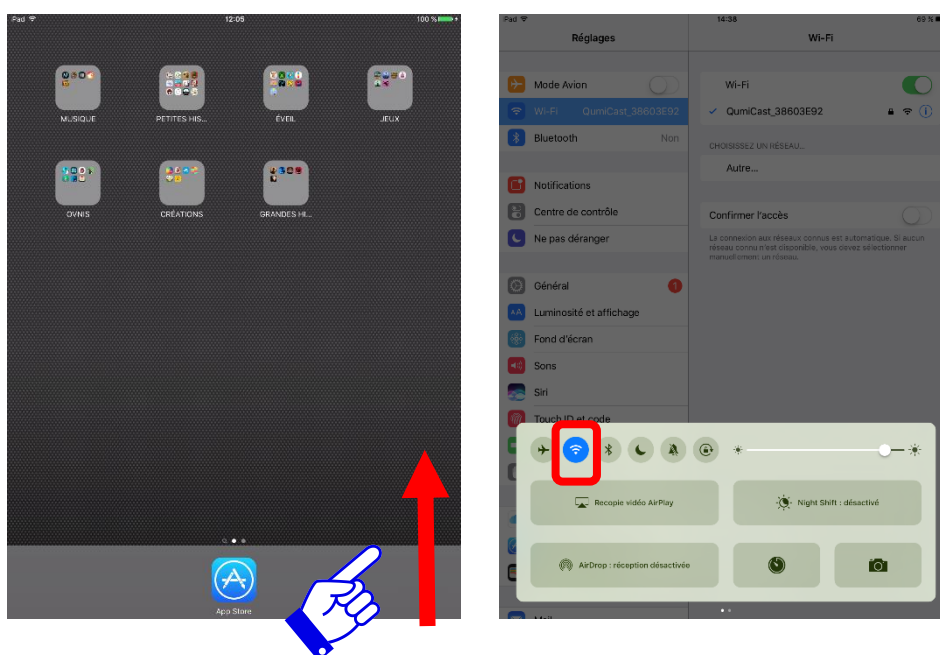 iPad 12:05 100 %
MUSIQUE PETITES HIS... ÉVEIL JEUX
OVNIS CRÉATIONS GRANDES HI...
App Store
iPad 14:38 69 %
Réglages Wi-Fi
Mode Avion
Wi-Fi QumiCast_38603E92
Bluetooth Non
Notifications
Centre de contrôle
Ne pas déranger
Général 1
Luminosité et affichage
Fond d'écran
Sons
Siri
Touch ID et code
Wi-Fi
QumiCast_38603E92
CHOISISSEZ UN RÉSEAU...
Autre...
Confirmer l'accès
La connexion aux réseaux connus est automatique. Si aucun
réseau connu n'est disponible, vous devez sélectionner
manuellement un réseau.
Recopie vidéo AirPlay
Night Shift : désactivé
AirDrop : réception désactivée
Mail